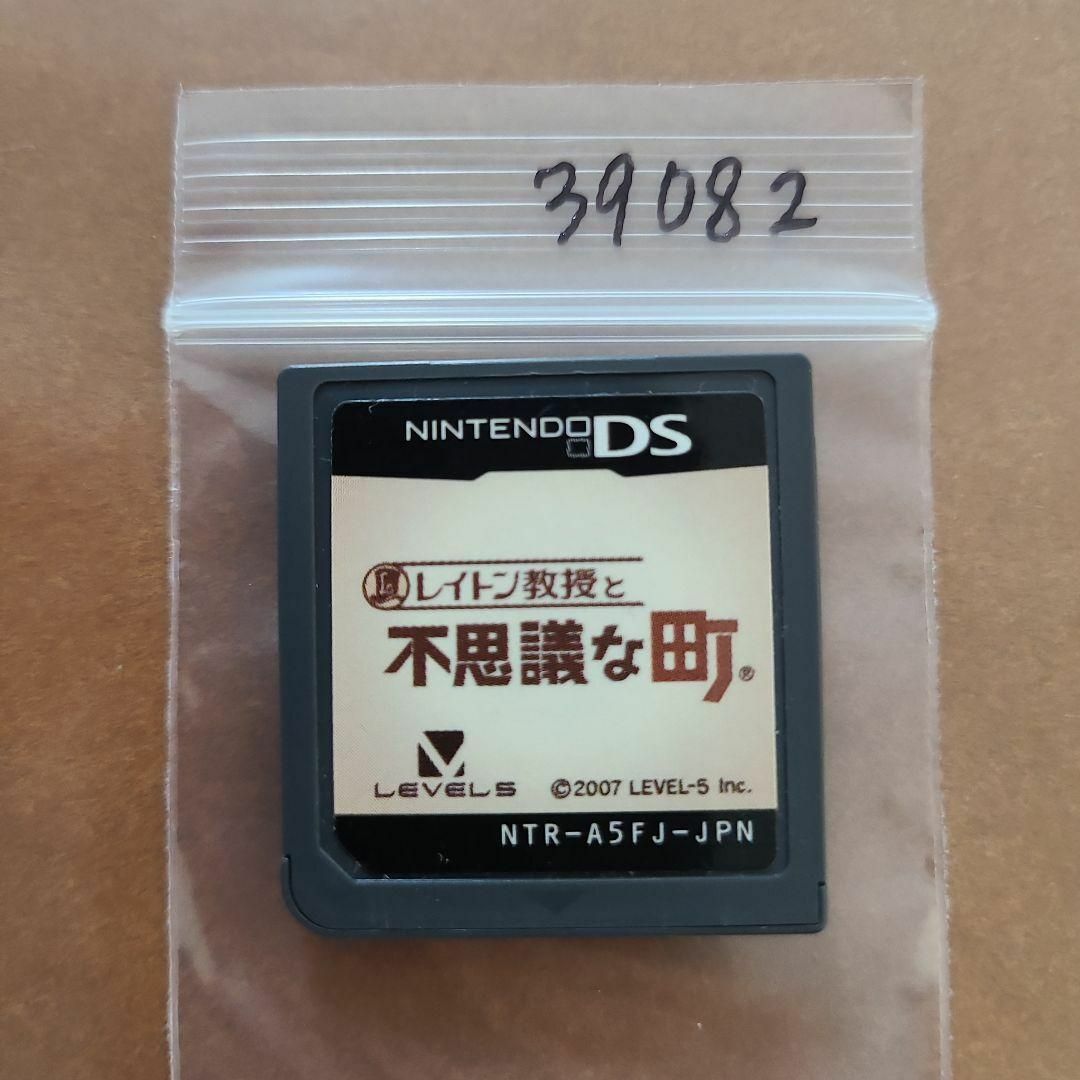 39082
NINTENDO DS
L レイトン教授と
不思議な町®
LEVEL5
©2007 LEVEL-5 Inc.
NTR-A5FJ-JPN